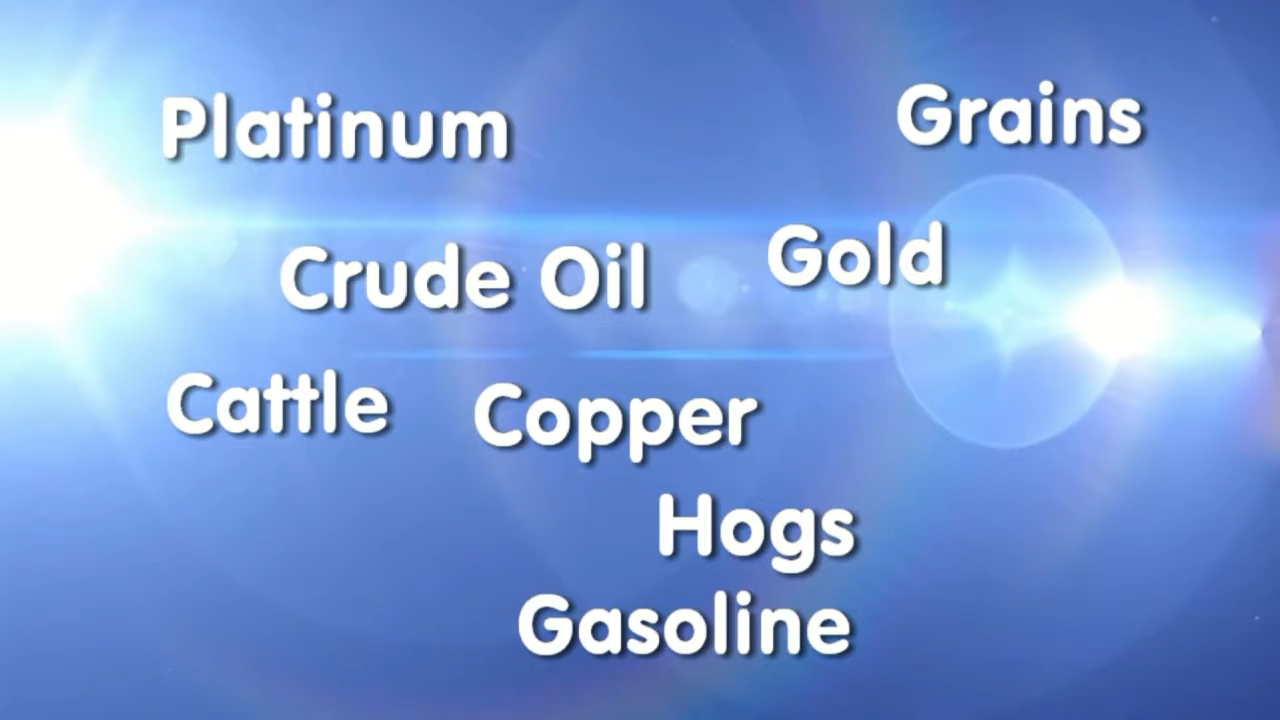 Platinum
Grains
Crude Oil
Gold
Cattle
Copper
Hogs
Gasoline